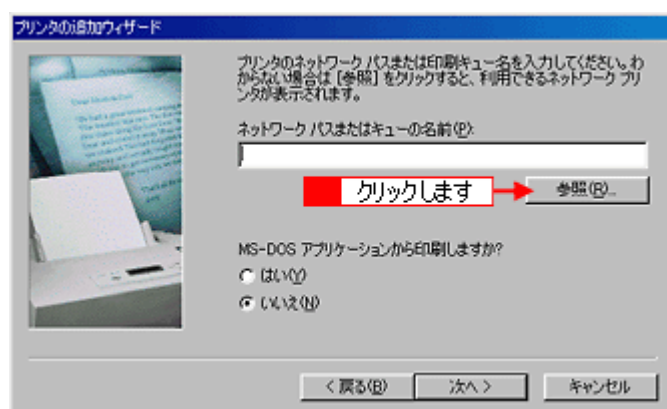 プリンタの追加ウィザード
プリンタのネットワーク パスまたは印刷キュー名を入力してください。わ
からない場合は [参照] をクリックすると、利用できるネットワーク プリ
ンタが表示されます。
ネットワーク パスまたはキューの名前(P):
クリックします
参照(R)...
MS-DOS アプリケーションから印刷しますか?
はい(Y)
いいえ(N)
< 戻る(B)
次へ >
キャンセル